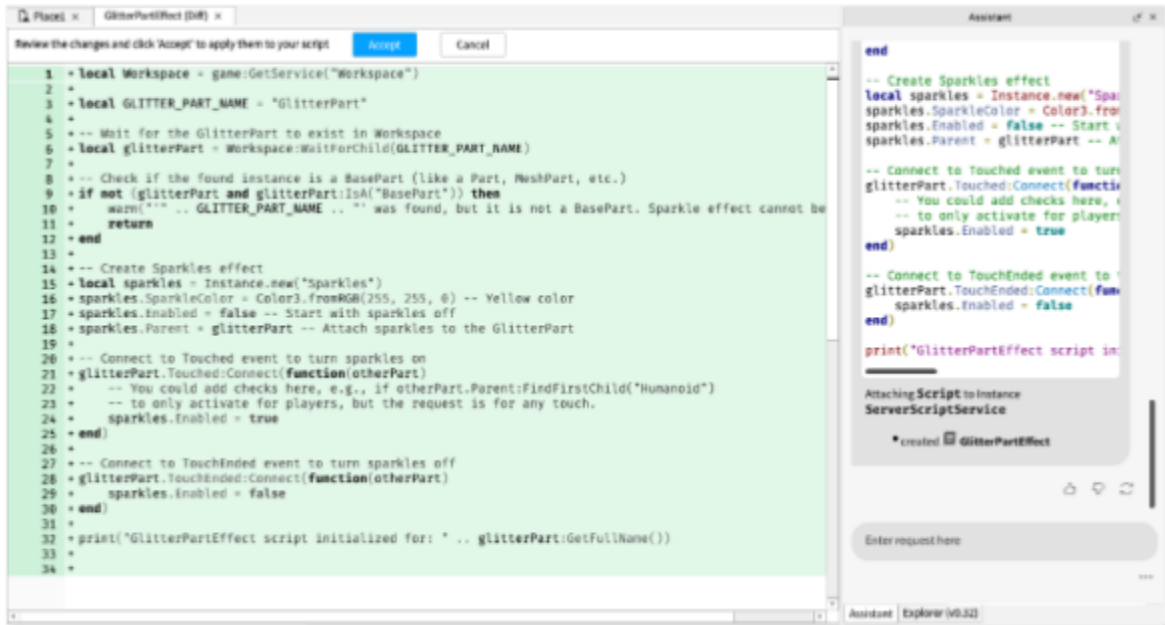 Place1 ×
GlitterPartEffect (Diff) ×
Review the changes and click 'Accept' to apply them to your script
Accept
Cancel
1 + local Workspace = game:GetService("Workspace")
2 +
3 + local GLITTER_PART_NAME = "GlitterPart"
4 +
5 + -- Wait for the GlitterPart to exist in Workspace
6 + local glitterPart = Workspace:WaitForChild(GLITTER_PART_NAME)
7 +
8 + -- Check if the found instance is a BasePart (like a Part, MeshPart, etc.)
9 + if not (glitterPart and glitterPart:IsA("BasePart")) then
10 + warn("'" .. GLITTER_PART_NAME .. "' was found, but it is not a BasePart. Sparkle effect cannot be
11 + return
12 + end
13 +
14 + -- Create Sparkles effect
15 + local sparkles = Instance.new("Sparkles")
16 + sparkles.SparkleColor = Color3.fromRGB(255, 255, 0) -- Yellow color
17 + sparkles.Enabled = false -- Start with sparkles off
18 + sparkles.Parent = glitterPart -- Attach sparkles to the GlitterPart
19 +
20 + -- Connect to Touched event to turn sparkles on
21 + glitterPart.Touched:Connect(function(otherPart)
22 + -- You could add checks here, e.g., if otherPart.Parent:FindFirstChild("Humanoid")
23 + -- to only activate for players, but the request is for any touch.
24 + sparkles.Enabled = true
25 + end)
26 +
27 + -- Connect to TouchEnded event to turn sparkles off
28 + glitterPart.TouchEnded:Connect(function(otherPart)
29 + sparkles.Enabled = false
30 + end)
31 +
32 + print("GlitterPartEffect script initialized for: " .. glitterPart:GetFullName())
33 +
34 +
Assistant
end
-- Create Sparkles effect
local sparkles = Instance.new("Spa
sparkles.SparkleColor = Color3.fro
sparkles.Enabled = false -- Start
sparkles.Parent = glitterPart -- A
-- Connect to Touched event to turn
glitterPart.Touched:Connect(functi
-- You could add checks here,
-- to only activate for players
sparkles.Enabled = true
end)
-- Connect to TouchEnded event to
glitterPart.TouchEnded:Connect(fun
sparkles.Enabled = false
end)
print("GlitterPartEffect script in
Attaching Script to Instance
ServerScriptService
• created GlitterPartEffect
Enter request here
...
Assistant
Explorer (v0.32)